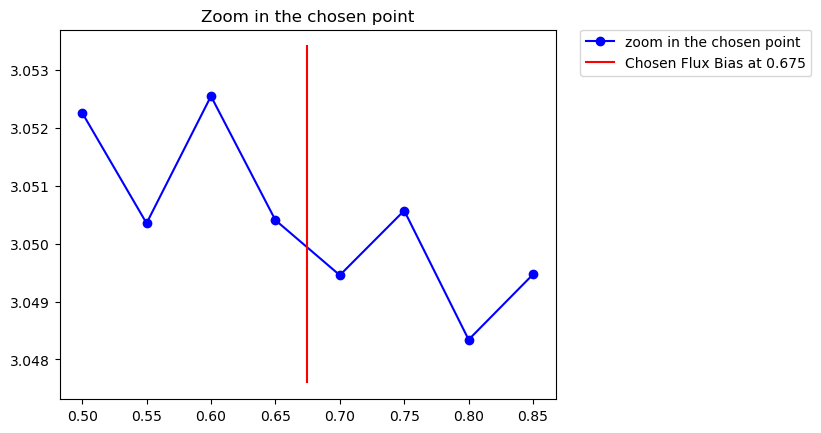 Zoom in the chosen point
zoom in the chosen point
Chosen Flux Bias at 0.675
3.053
3.052
3.051
3.050
3.049
3.048
0.50 0.55 0.60 0.65 0.70 0.75 0.80 0.85